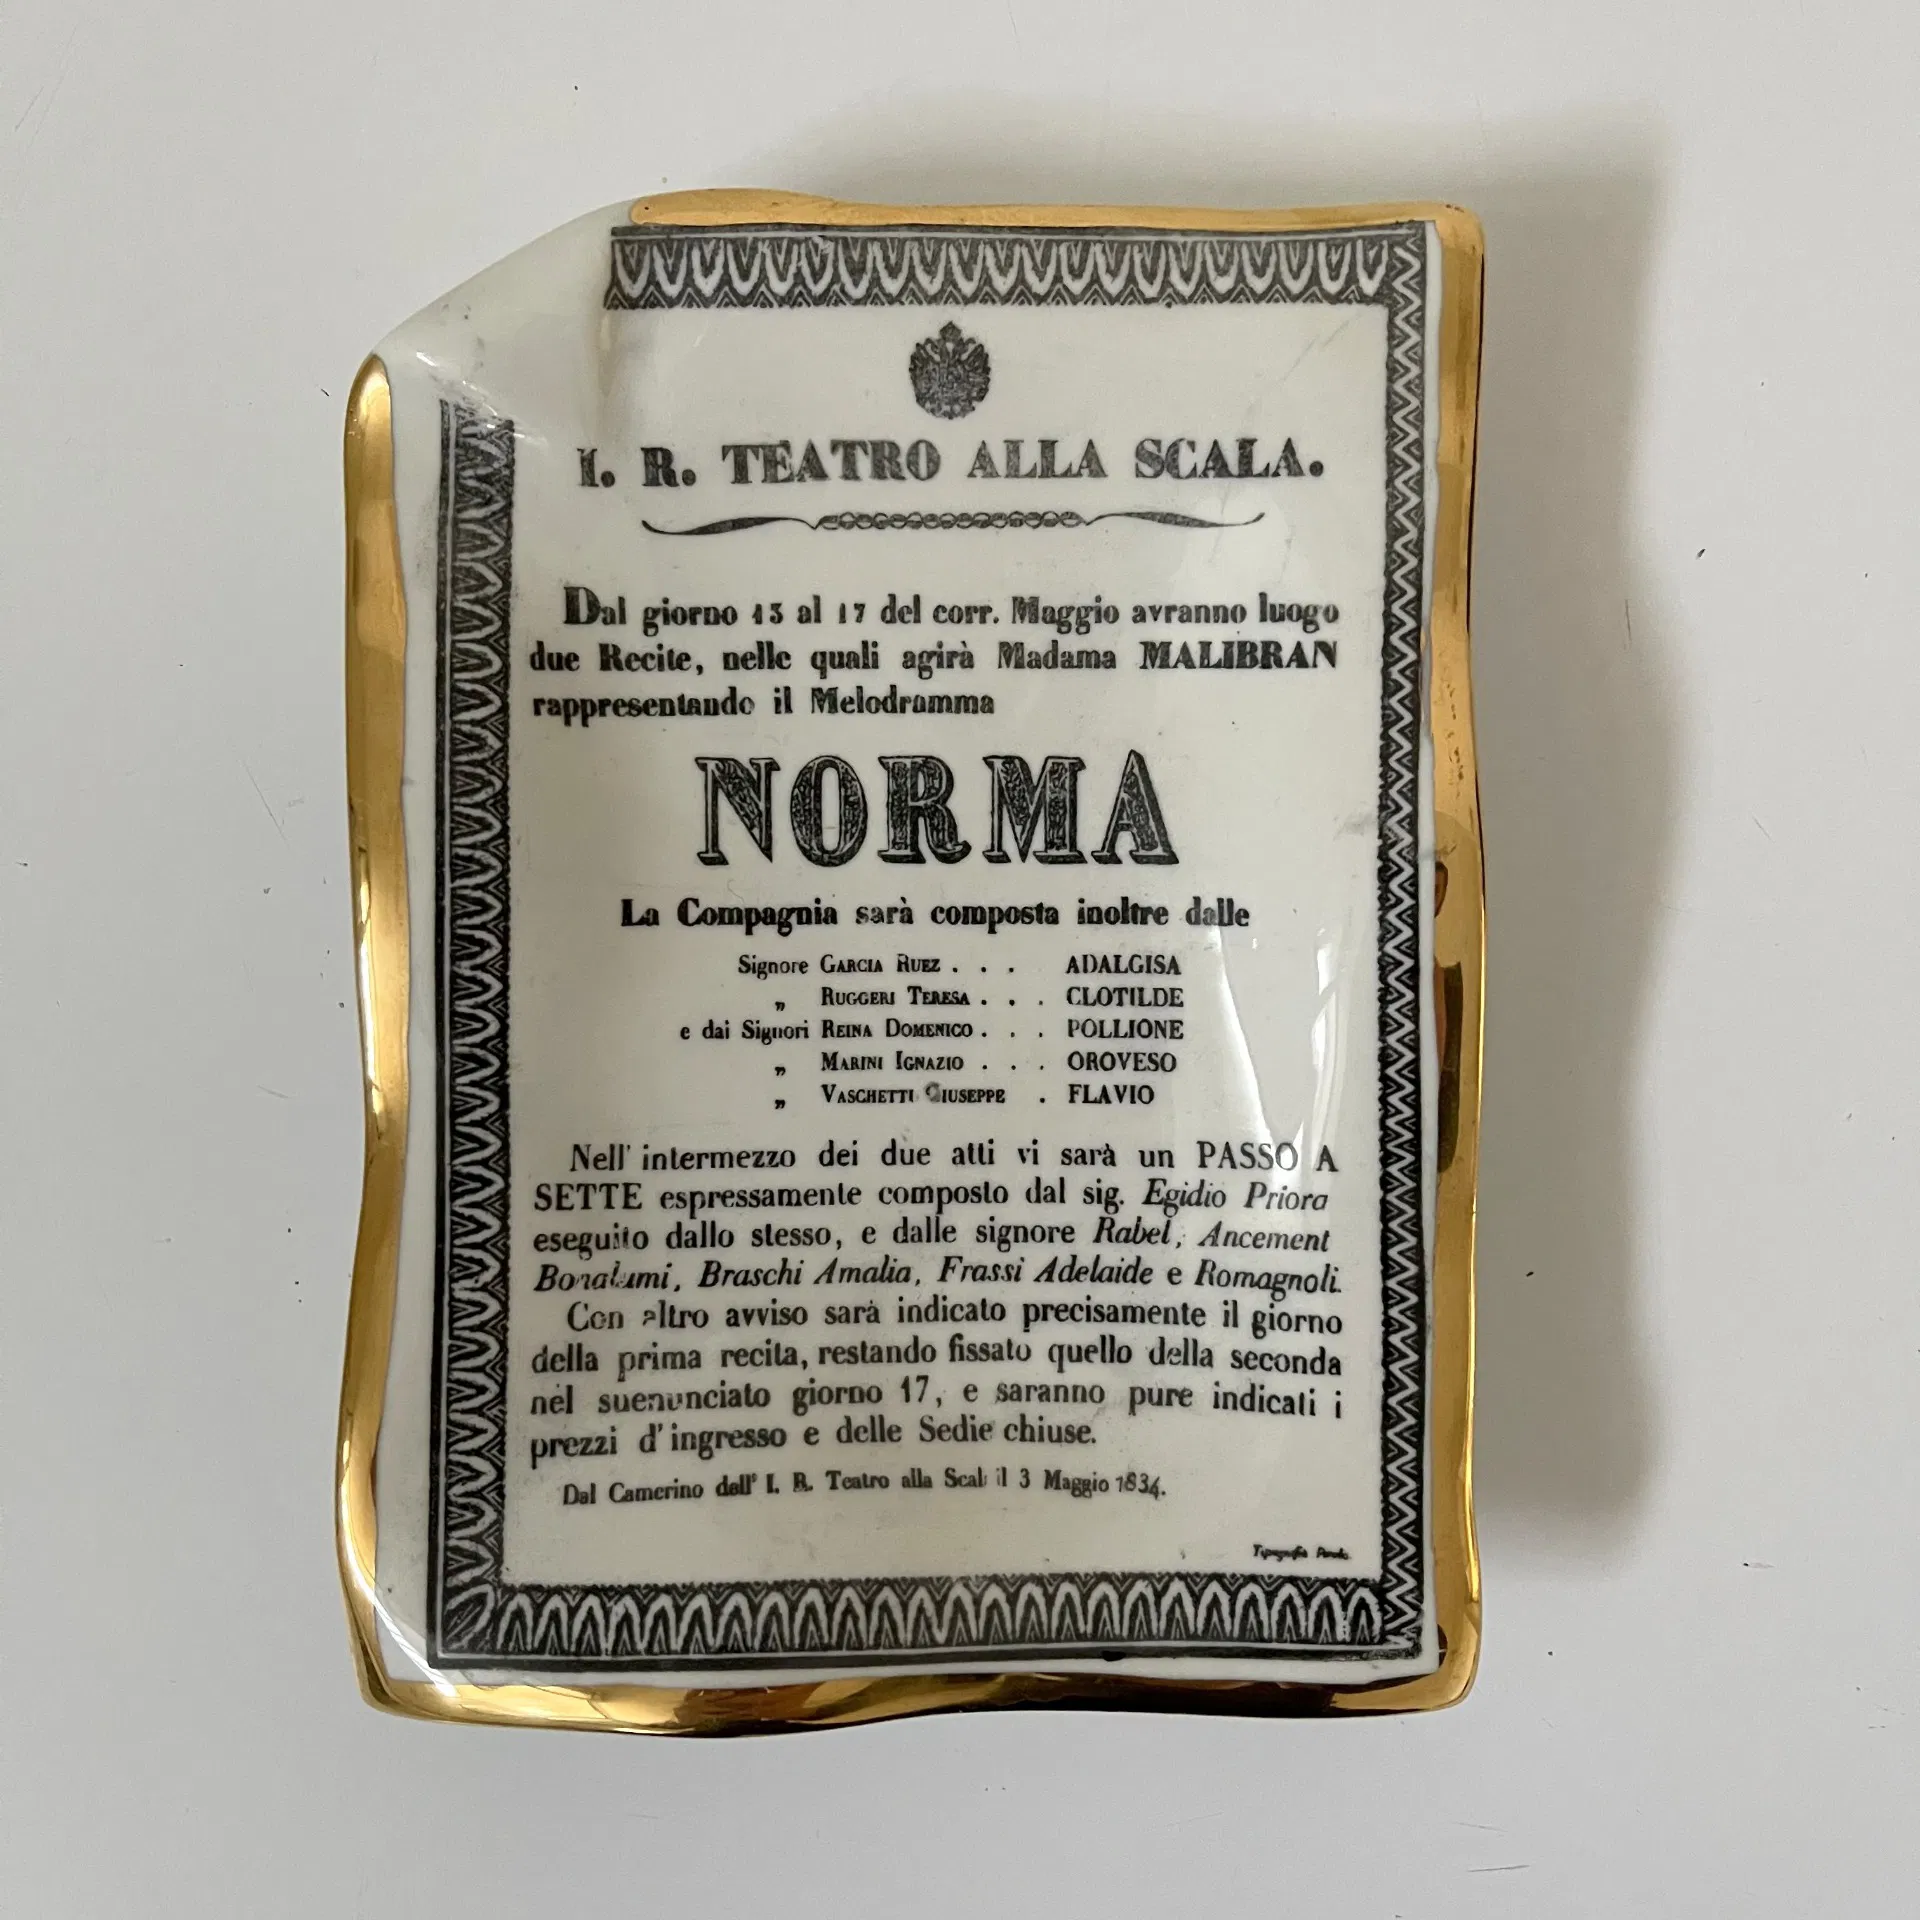 I. R. TEATRO ALLA SCALA.
Dal giorno 13 al 17 del corr. Maggio avranno luogo
due Recite, nelle quali agirà Madama MALIBRAN
rappresentando il Melodramma
NORMA
La Compagnia sarà composta inoltre dalle
Signore GARCIA RUEZ . . . ADALGISA
„ RUGGERI TERESA . . . CLOTILDE
e dai Signori REINA DOMENICO . . . POLLIONE
„ MARINI IGNAZIO . . . OROVESO
„ VASCHETTI GIUSEPPE . FLAVIO
Nell' intermezzo dei due atti vi sarà un PASSO A
SETTE espressamente composto dal sig. Egidio Priora
eseguito dallo stesso, e dalle signore Rabel, Ancement
Bonalumi, Braschi Amalia, Frassi Adelaide e Romagnoli.
Con altro avviso sarà indicato precisamente il giorno
della prima recita, restando fissato quello della seconda
nel suenunciato giorno 17, e saranno pure indicati i
prezzi d'ingresso e delle Sedie chiuse.
Dal Camerino dell' I. R. Teatro alla Scal il 3 Maggio 1834.
Tipografia